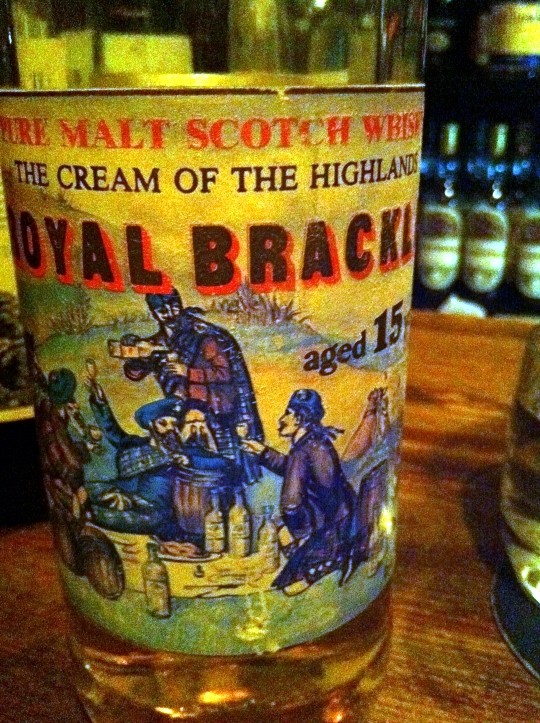 PURE MALT SCOTCH WHISK
THE CREAM OF THE HIGHLANDS
OYAL BRACKL
aged 15